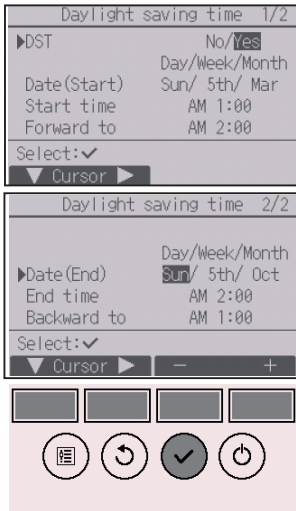 Daylight saving time 1/2
▶DST No/Yes
Day/Week/Month
Date(Start) Sun/ 5th/ Mar
Start time AM 1:00
Forward to AM 2:00
Select:✓
▼ Cursor ▶
Daylight saving time 2/2
Day/Week/Month
▶Date(End) Sun/ 5th/ Oct
End time AM 2:00
Backward to AM 1:00
Select:✓
▼ Cursor ▶ － ＋